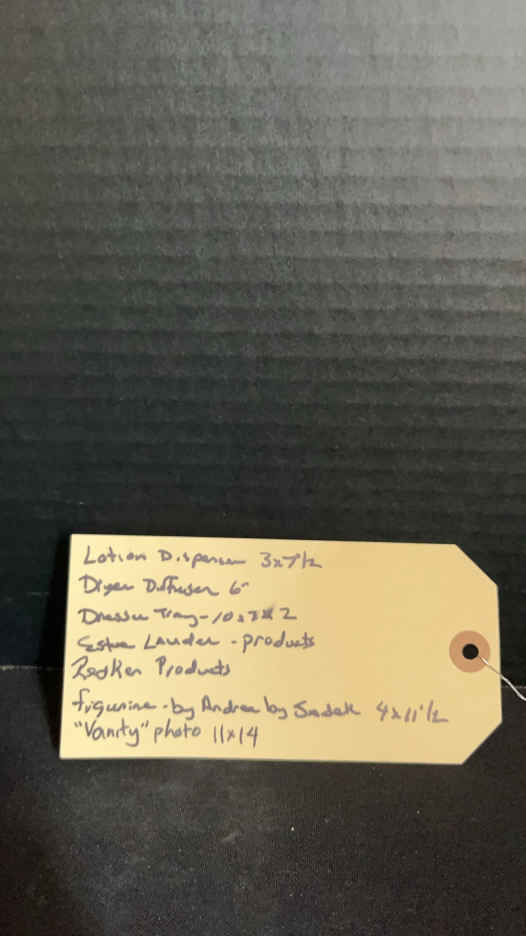 Lotion Dispenser 3x7½
Dryer Diffuser 6"
Dresser Tray-10x7x2
Estee Lauder - products
Redken Products
figurine - by Andrea by Sadek 4x11½
"Vanity" photo 11x14